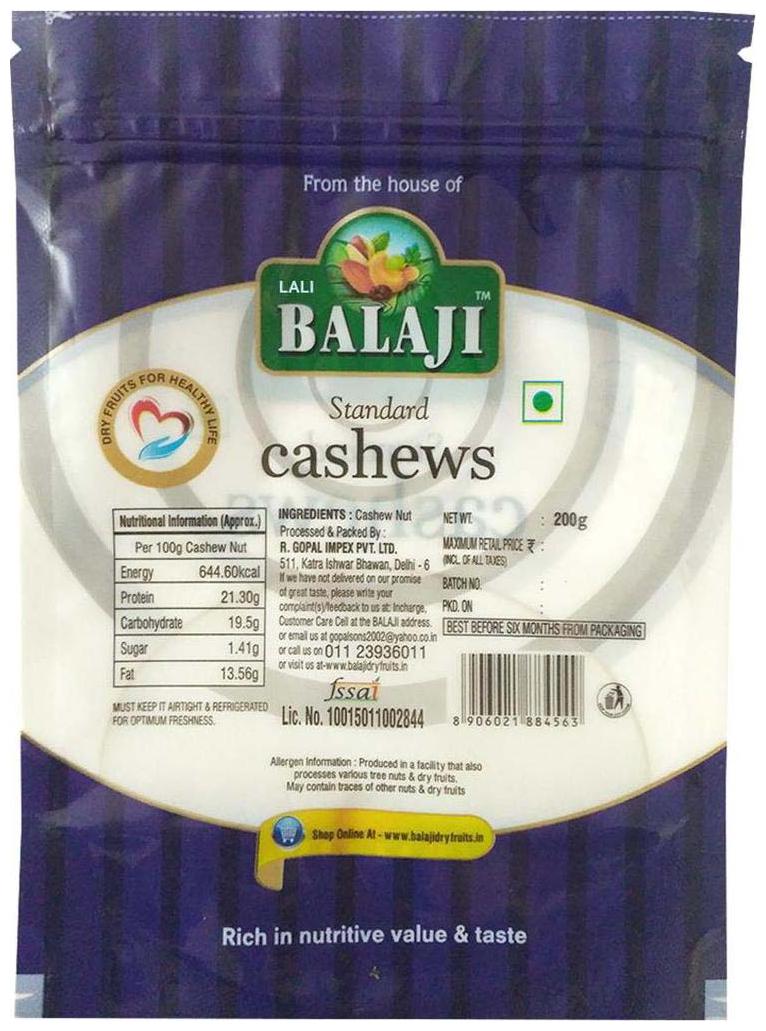 From the house of
LALI
BALAJI TM
DRY FRUITS FOR HEALTHY LIFE
Standard
cashews
Nutritional Information (Approx.)
Per 100g Cashew Nut
Energy 644.60kcal
Protein 21.30g
Carbohydrate 19.5g
Sugar 1.41g
Fat 13.56g
MUST KEEP IT AIRTIGHT & REFRIGERATED
FOR OPTIMUM FRESHNESS.
INGREDIENTS : Cashew Nut
Processed & Packed By :
R. GOPAL IMPEX PVT. LTD.
511, Katra Ishwar Bhawan, Delhi - 6
If we have not delivered on our promise
of great taste, please write your
complaint(s)/feedback to us at: Incharge,
Customer Care Cell at the BALAJI address.
or email us at gopalsons2002@yahoo.co.in
or call us on 011 23936011
or visit us at-www.balajidryfruits.in
fssai
Lic. No. 10015011002844
NET WT. : 200g
MAXIMUM RETAIL PRICE ₹ :
(INCL. OF ALL TAXES)
BATCH NO. :
PKD. ON :
BEST BEFORE SIX MONTHS FROM PACKAGING
8 906021 884563
Allergen Information : Produced in a facility that also
processes various tree nuts & dry fruits.
May contain traces of other nuts & dry fruits
Shop Online At - www.balajidryfruits.in
Rich in nutritive value & taste